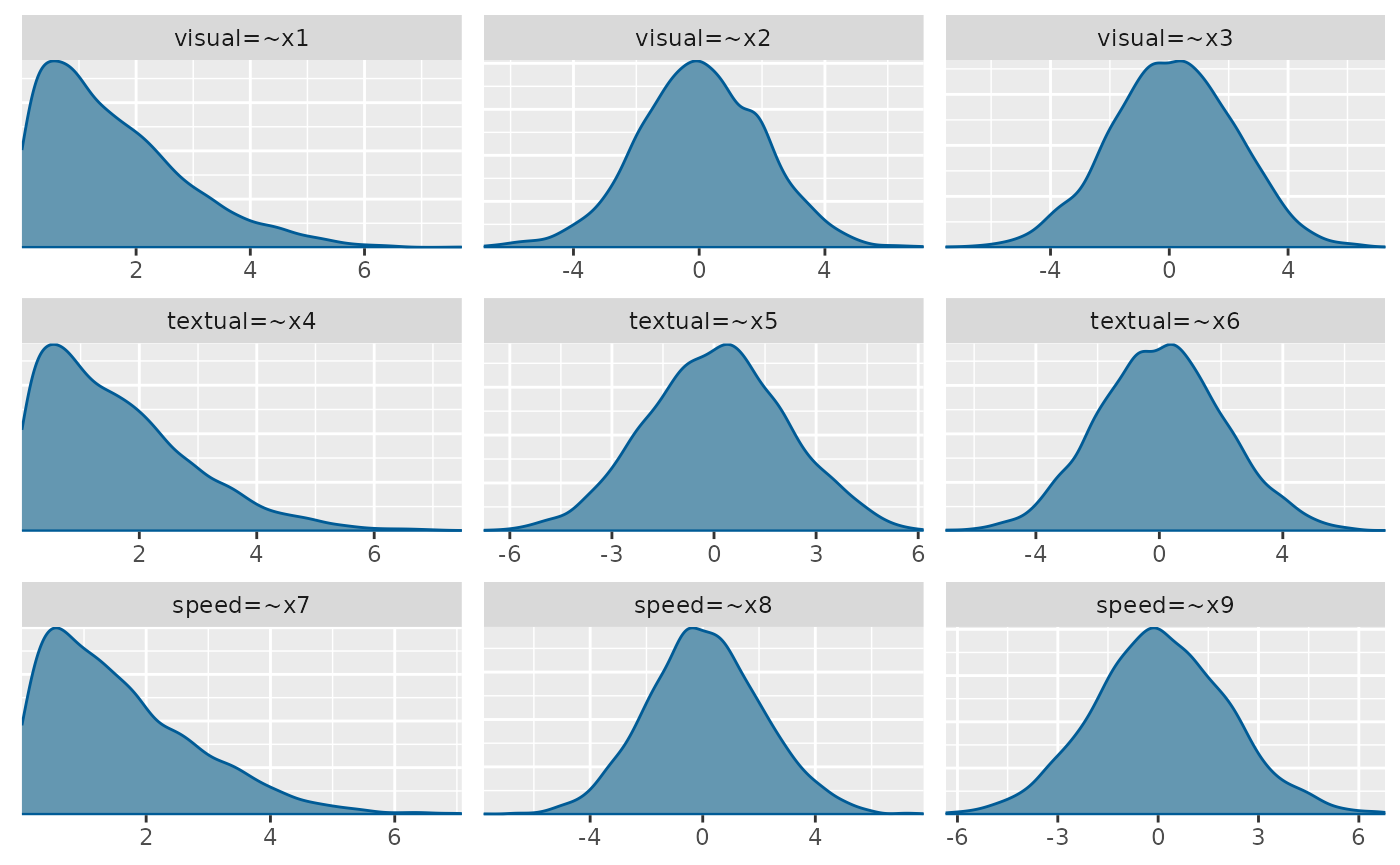 visual=~x1 visual=~x2 visual=~x3
2 4 6 -4 0 4 -4 0 4
textual=~x4 textual=~x5 textual=~x6
2 4 6 -6 -3 0 3 6 -4 0 4
speed=~x7 speed=~x8 speed=~x9
2 4 6 -4 0 4 -6 -3 0 3 6